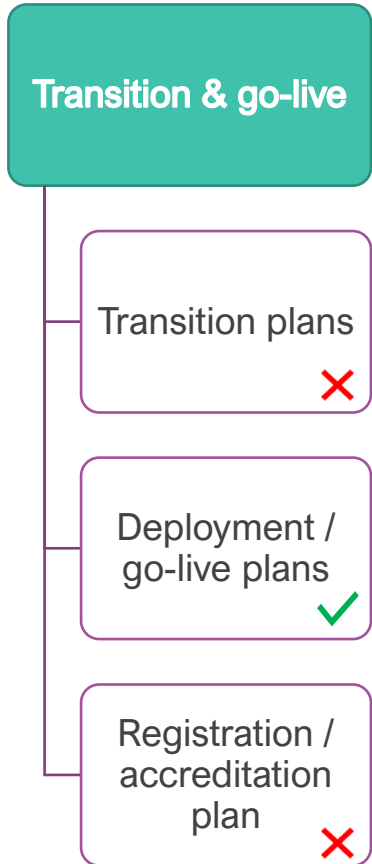 Transition & go-live
Transition plans
Deployment /
go-live plans
Registration /
accreditation
plan